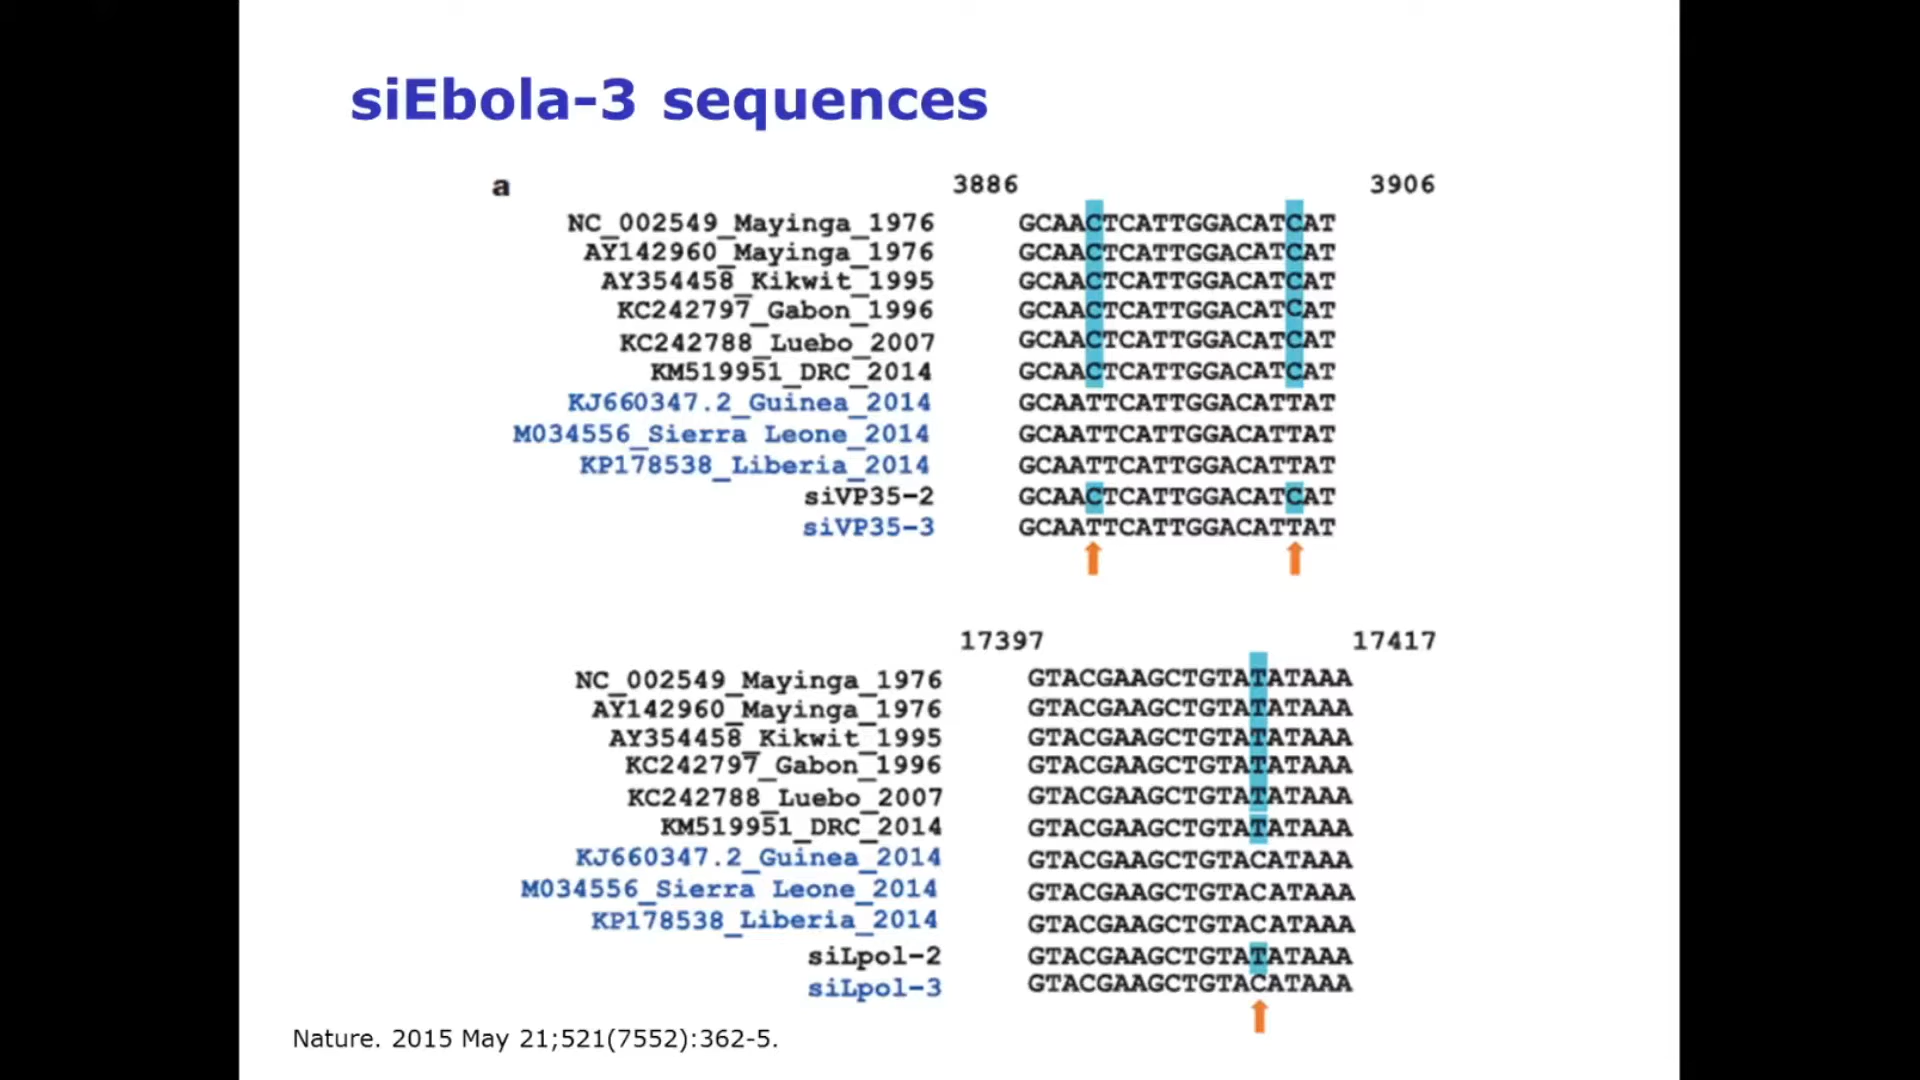 siEbola-3 sequences
a 3886 3906
NC_002549_Mayinga_1976 GCAACTCATTGGACATCAT
AY142960_Mayinga_1976 GCAACTCATTGGACATCAT
AY354458_Kikwit_1995 GCAACTCATTGGACATCAT
KC242797_Gabon_1996 GCAACTCATTGGACATCAT
KC242788_Luebo_2007 GCAACTCATTGGACATCAT
KM519951_DRC_2014 GCAACTCATTGGACATCAT
KJ660347.2_Guinea_2014 GCAATTCATTGGACATTAT
M034556_Sierra Leone_2014 GCAATTCATTGGACATTAT
KP178538_Liberia_2014 GCAATTCATTGGACATTAT
siVP35-2 GCAACTCATTGGACATCAT
siVP35-3 GCAATTCATTGGACATTAT
17397 17417
NC_002549_Mayinga_1976 GTACGAAGCTGTATATAAA
AY142960_Mayinga_1976 GTACGAAGCTGTATATAAA
AY354458_Kikwit_1995 GTACGAAGCTGTATATAAA
KC242797_Gabon_1996 GTACGAAGCTGTATATAAA
KC242788_Luebo_2007 GTACGAAGCTGTATATAAA
KM519951_DRC_2014 GTACGAAGCTGTATATAAA
KJ660347.2_Guinea_2014 GTACGAAGCTGTACATAAA
M034556_Sierra Leone_2014 GTACGAAGCTGTACATAAA
KP178538_Liberia_2014 GTACGAAGCTGTACATAAA
siLpol-2 GTACGAAGCTGTATATAAA
siLpol-3 GTACGAAGCTGTACATAAA
Nature. 2015 May 21;521(7552):362-5.